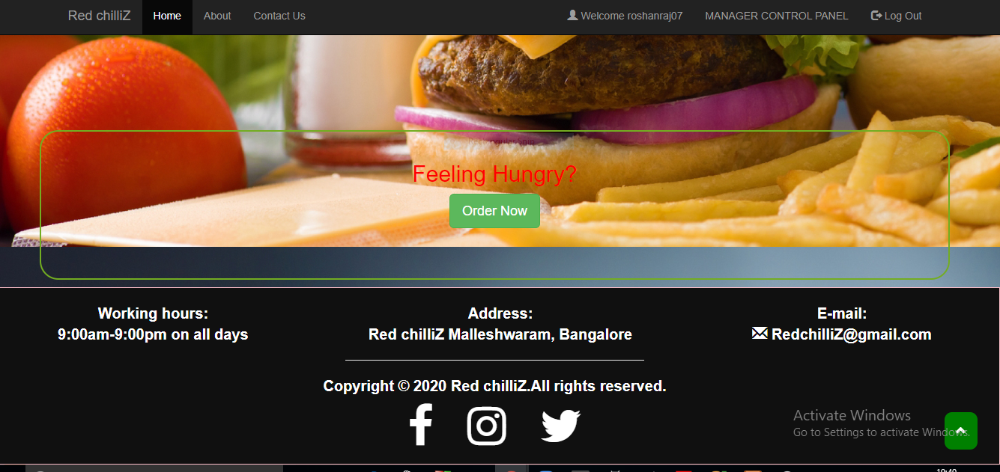 Red chilliZ Home About Contact Us Welcome roshanraj07 MANAGER CONTROL PANEL Log Out
Feeling Hungry?
Order Now
Working hours: Address: E-mail:
9:00am-9:00pm on all days Red chilliZ Malleshwaram, Bangalore RedchilliZ@gmail.com
Copyright © 2020 Red chilliZ.All rights reserved.
Activate Windows
Go to Settings to activate Windows.